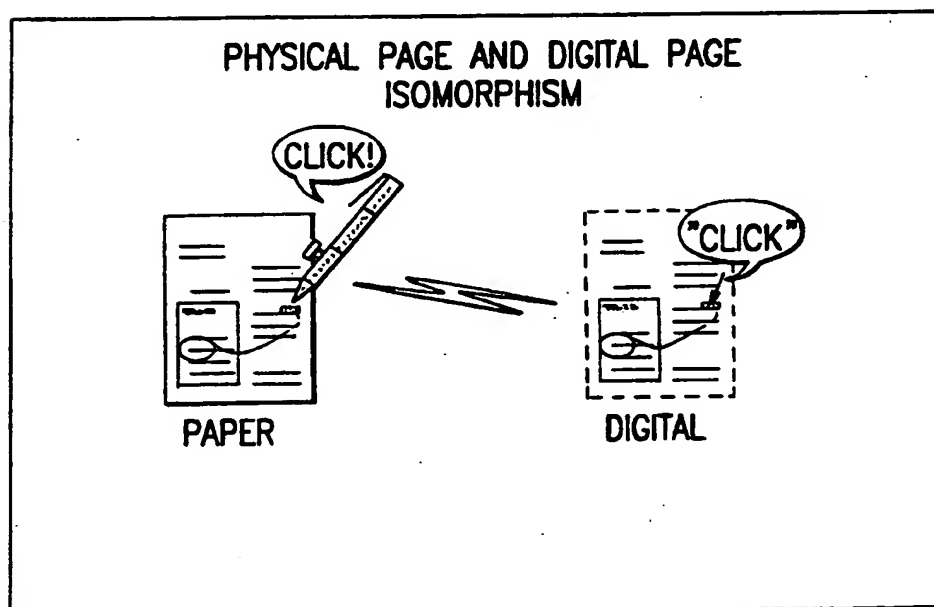 PHYSICAL PAGE AND DIGITAL PAGE
ISOMORPHISM
CLICK!
"CLICK"
PAPER
DIGITAL